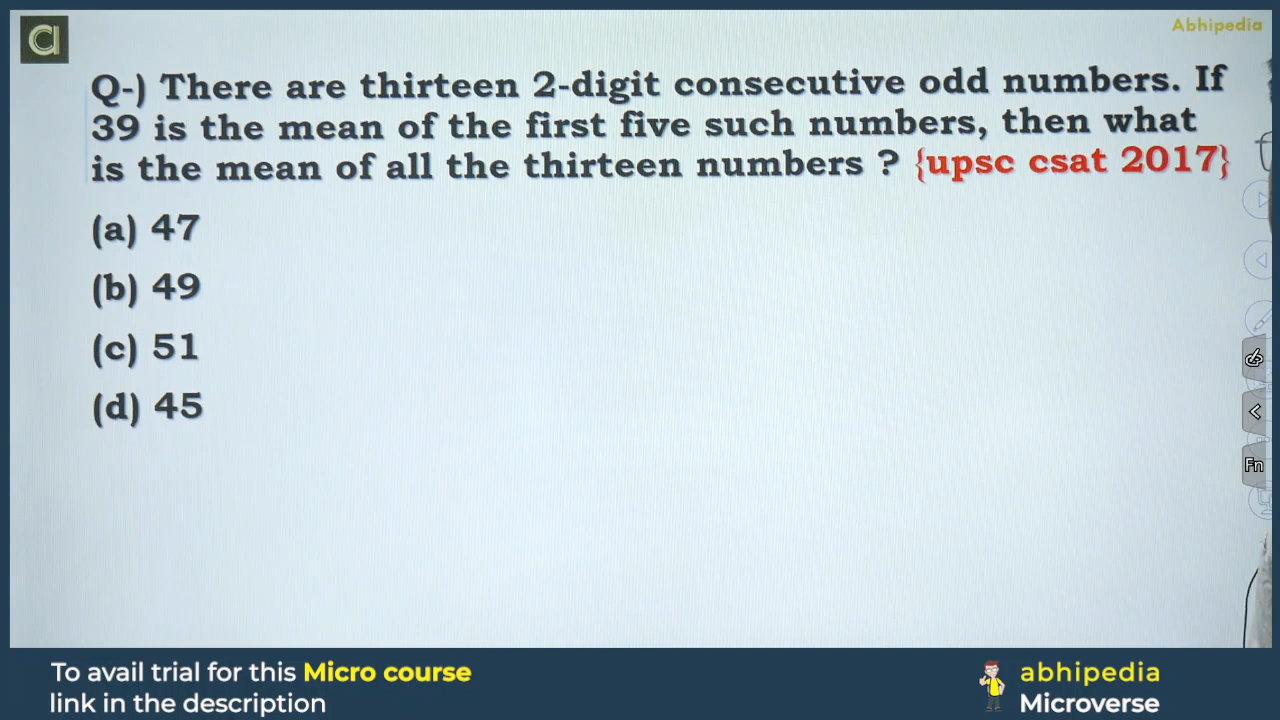 Abhipedia
Q-) There are thirteen 2-digit consecutive odd numbers. If
39 is the mean of the first five such numbers, then what
is the mean of all the thirteen numbers ? {upsc csat 2017}
(a) 47
(b) 49
(c) 51
(d) 45
Fn
To avail trial for this Micro course
link in the description
abhipedia
Microverse